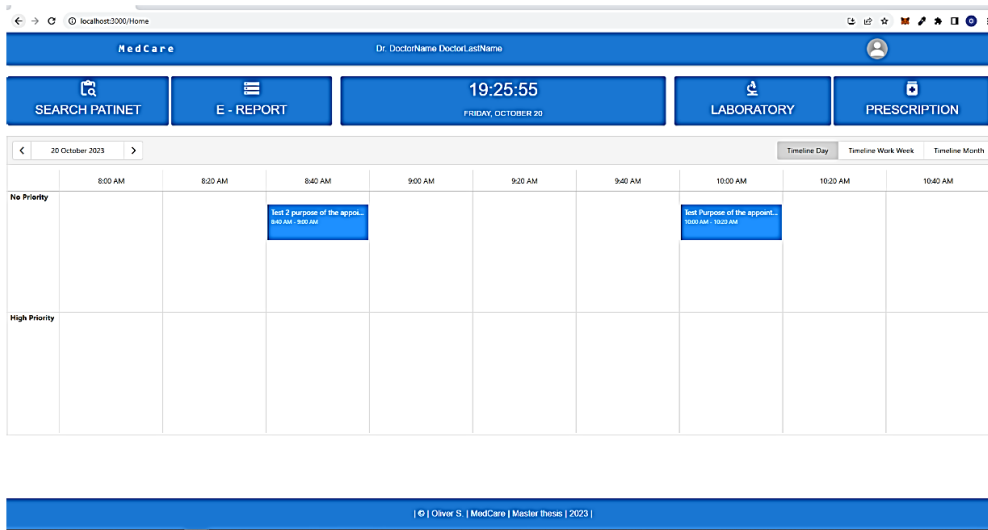 localhost:3000/Home
MedCare
Dr. DoctorName DoctorLastName
SEARCH PATINET
E - REPORT
19:25:55
FRIDAY, OCTOBER 20
LABORATORY
PRESCRIPTION
20 October 2023
Timeline Day
Timeline Work Week
Timeline Month
8:00 AM
8:20 AM
8:40 AM
9:00 AM
9:20 AM
9:40 AM
10:00 AM
10:20 AM
10:40 AM
No Priority
Test 2 purpose of the appoi...
8:40 AM - 9:00 AM
Test Purpose of the appoint...
10:00 AM - 10:20 AM
High Priority
| © | Oliver S. | MedCare | Master thesis | 2023 |